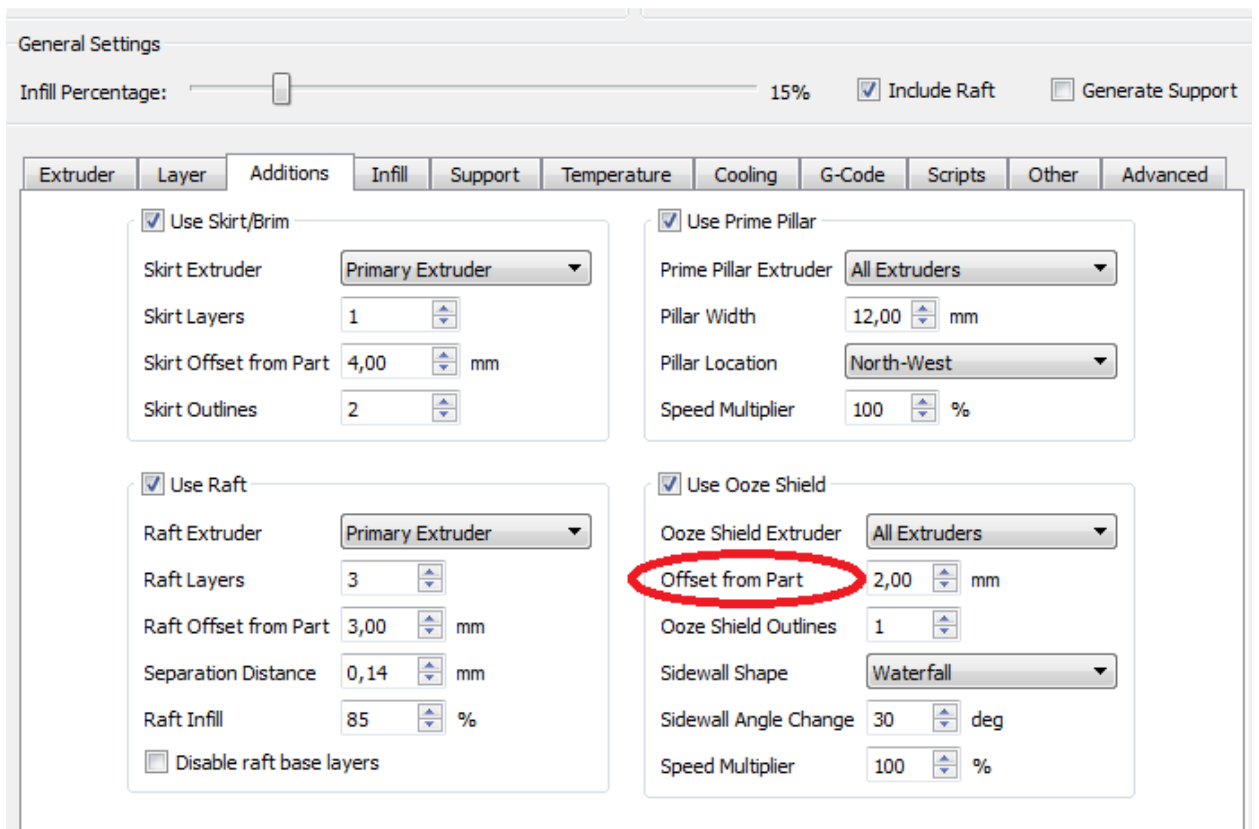 General Settings
Infill Percentage: 15% Include Raft Generate Support
Extruder Layer Additions Infill Support Temperature Cooling G-Code Scripts Other Advanced
Use Skirt/Brim
Skirt Extruder Primary Extruder
Skirt Layers 1
Skirt Offset from Part 4,00 mm
Skirt Outlines 2
Use Prime Pillar
Prime Pillar Extruder All Extruders
Pillar Width 12,00 mm
Pillar Location North-West
Speed Multiplier 100 %
Use Raft
Raft Extruder Primary Extruder
Raft Layers 3
Raft Offset from Part 3,00 mm
Separation Distance 0,14 mm
Raft Infill 85 %
Disable raft base layers
Use Ooze Shield
Ooze Shield Extruder All Extruders
Offset from Part 2,00 mm
Ooze Shield Outlines 1
Sidewall Shape Waterfall
Sidewall Angle Change 30 deg
Speed Multiplier 100 %